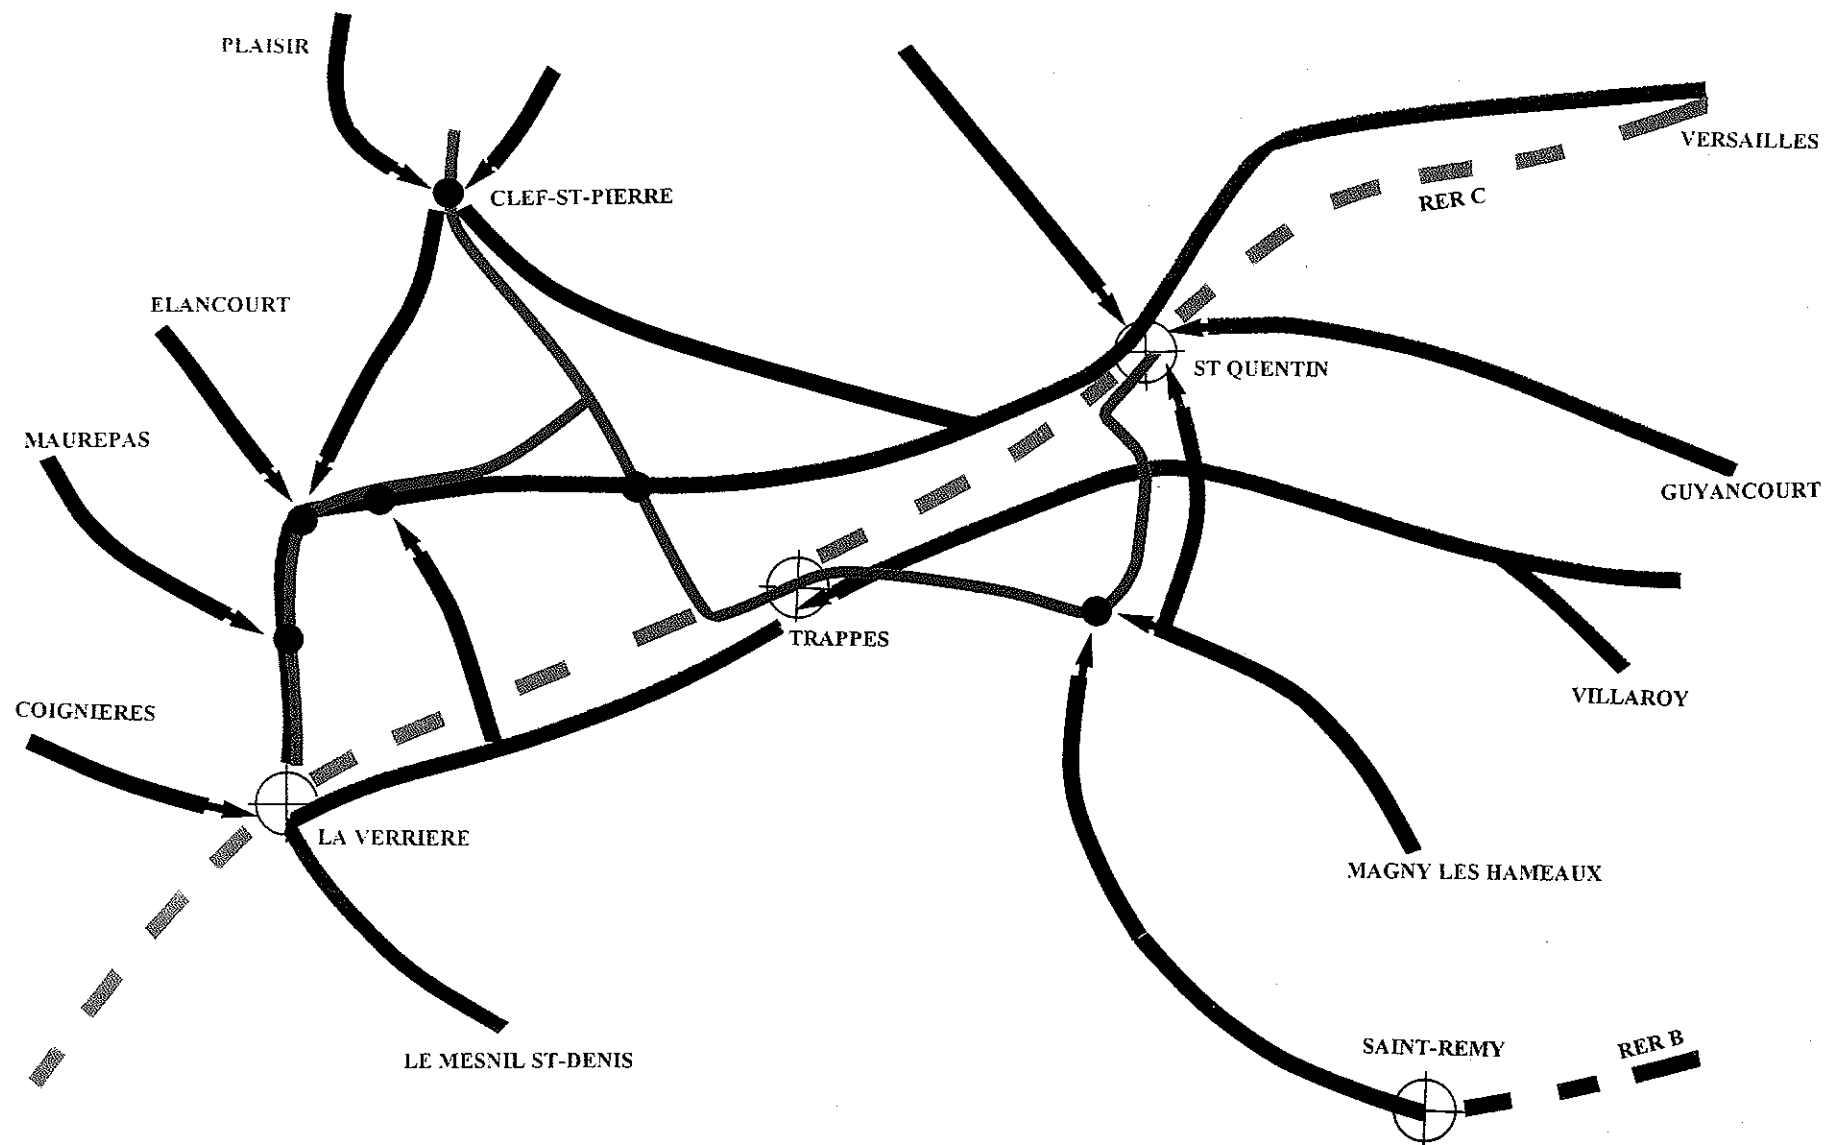 PLAISIR
VERSAILLES
CLEF-ST-PIERRE
RER C
ELANCOURT
ST QUENTIN
MAUREPAS
GUYANCOURT
TRAPPES
VILLAROY
COIGNIERES
LA VERRIERE
MAGNY LES HAMEAUX
LE MESNIL ST-DENIS
SAINT-REMY
RER B